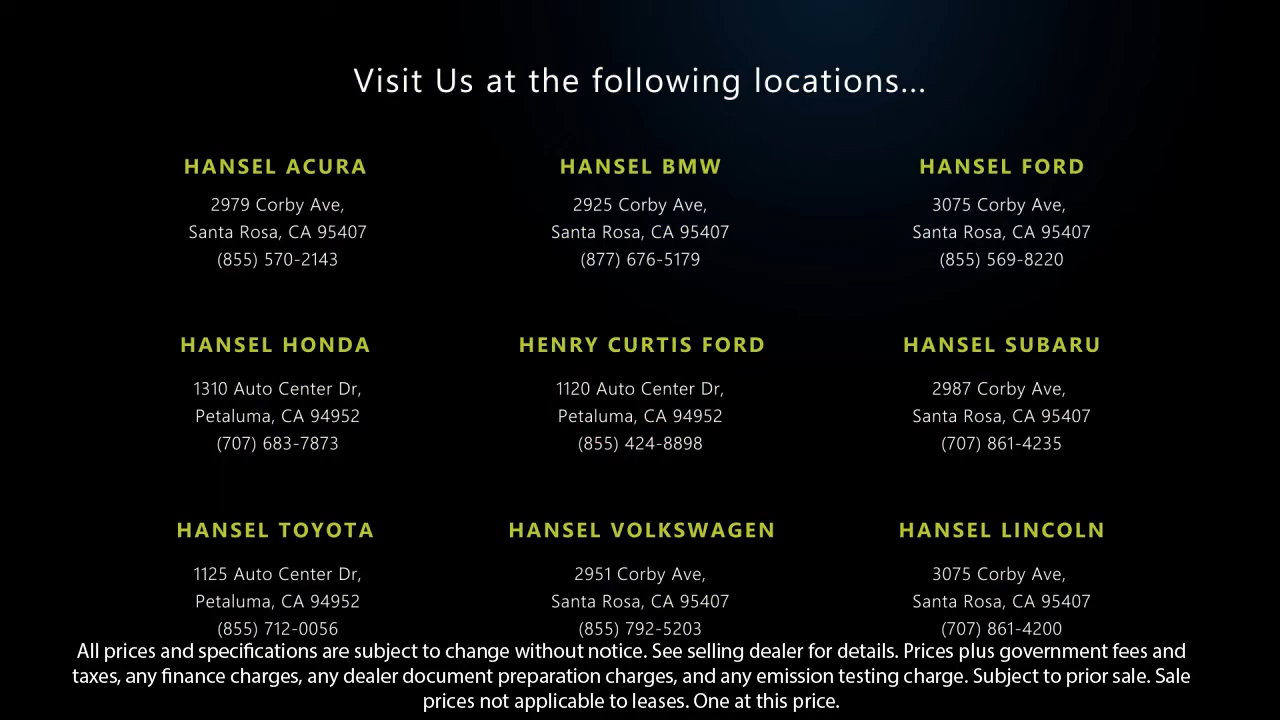 Visit Us at the following locations...
HANSEL ACURA
2979 Corby Ave,
Santa Rosa, CA 95407
(855) 570-2143
HANSEL BMW
2925 Corby Ave,
Santa Rosa, CA 95407
(877) 676-5179
HANSEL FORD
3075 Corby Ave,
Santa Rosa, CA 95407
(855) 569-8220
HANSEL HONDA
1310 Auto Center Dr,
Petaluma, CA 94952
(707) 683-7873
HENRY CURTIS FORD
1120 Auto Center Dr,
Petaluma, CA 94952
(855) 424-8898
HANSEL SUBARU
2987 Corby Ave,
Santa Rosa, CA 95407
(707) 861-4235
HANSEL TOYOTA
1125 Auto Center Dr,
Petaluma, CA 94952
(855) 712-0056
HANSEL VOLKSWAGEN
2951 Corby Ave,
Santa Rosa, CA 95407
(855) 792-5203
HANSEL LINCOLN
3075 Corby Ave,
Santa Rosa, CA 95407
(707) 861-4200
All prices and specifications are subject to change without notice. See selling dealer for details. Prices plus government fees and
taxes, any finance charges, any dealer document preparation charges, and any emission testing charge. Subject to prior sale. Sale
prices not applicable to leases. One at this price.